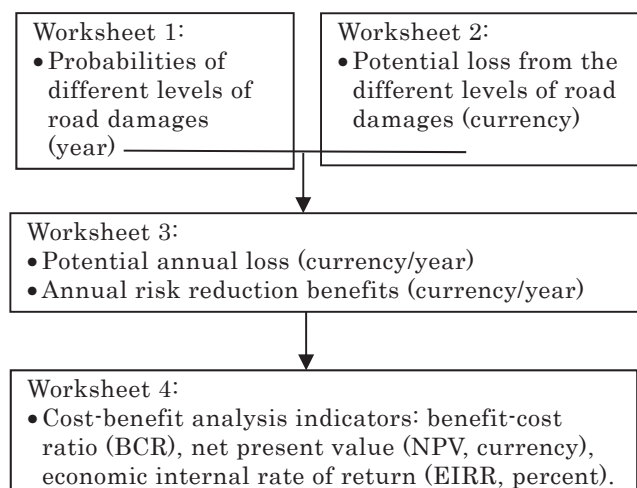 Worksheet 1:
•Probabilities of
different levels of
road damages
(year)
Worksheet 2:
•Potential loss from the
different levels of road
damages (currency)
Worksheet 3:
•Potential annual loss (currency/year)
•Annual risk reduction benefits (currency/year)
Worksheet 4:
•Cost-benefit analysis indicators: benefit-cost
ratio (BCR), net present value (NPV, currency),
economic internal rate of return (EIRR, percent).